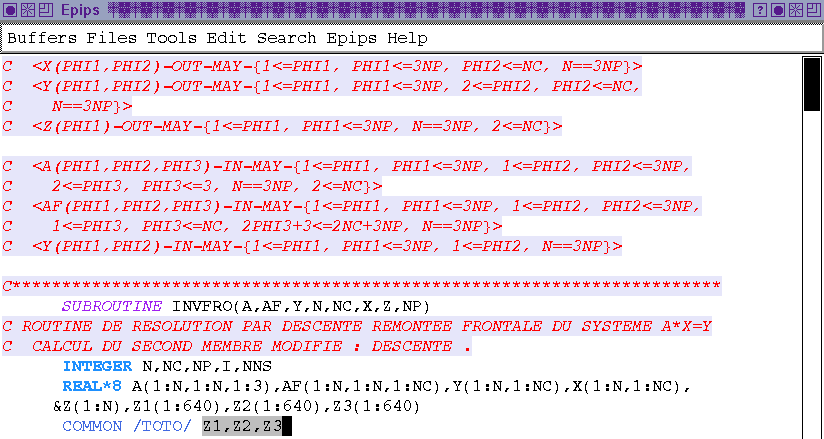 Epips
Buffers Files Tools Edit Search Epips Help
C  <X(PHI1,PHI2)-OUT-MAY-{1<=PHI1, PHI1<=3NP, PHI2<=NC, N==3NP}>
C  <Y(PHI1,PHI2)-OUT-MAY-{1<=PHI1, PHI1<=3NP, 2<=PHI2, PHI2<=NC,
C    N==3NP}>
C  <Z(PHI1)-OUT-MAY-{1<=PHI1, PHI1<=3NP, N==3NP, 2<=NC}>
C  <A(PHI1,PHI2,PHI3)-IN-MAY-{1<=PHI1, PHI1<=3NP, 1<=PHI2, PHI2<=3NP,
C    2<=PHI3, PHI3<=3, N==3NP, 2<=NC}>
C  <AF(PHI1,PHI2,PHI3)-IN-MAY-{1<=PHI1, PHI1<=3NP, 1<=PHI2, PHI2<=3NP,
C    1<=PHI3, PHI3<=NC, 2PHI3+3<=2NC+3NP, N==3NP}>
C  <Y(PHI1,PHI2)-IN-MAY-{1<=PHI1, PHI1<=3NP, 1<=PHI2, N==3NP}>
C***********************************************************************
      SUBROUTINE INVFRO(A,AF,Y,N,NC,X,Z,NP)
C ROUTINE DE RESOLUTION PAR DESCENTE REMONTEE FRONTALE DU SYSTEME A*X=Y
C  CALCUL DU SECOND MEMBRE MODIFIE : DESCENTE .
      INTEGER N,NC,NP,I,NNS
      REAL*8 A(1:N,1:N,1:3),AF(1:N,1:N,1:NC),Y(1:N,1:NC),X(1:N,1:NC),
     &Z(1:N),Z1(1:640),Z2(1:640),Z3(1:640)
      COMMON /TOTO/ Z1,Z2,Z3